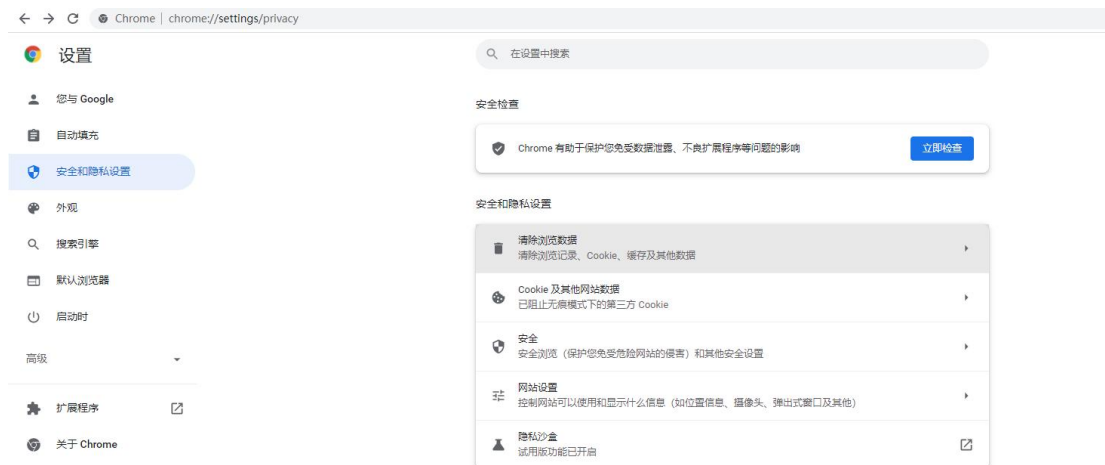 Chrome | chrome://settings/privacy
设置
在设置中搜索
您与 Google
自动填充
安全和隐私设置
外观
搜索引擎
默认浏览器
启动时
高级
扩展程序
关于 Chrome
安全检查
Chrome 有助于保护您免受数据泄露、不良扩展程序等问题的影响
立即检查
安全和隐私设置
清除浏览数据
清除浏览记录、Cookie、缓存及其他数据
Cookie 及其他网站数据
已阻止无痕模式下的第三方 Cookie
安全
安全浏览（保护您免受危险网站的侵害）和其他安全设置
网站设置
控制网站可以使用和显示什么信息（如位置信息、摄像头、弹出式窗口及其他）
隐私沙盒
试用版功能已开启